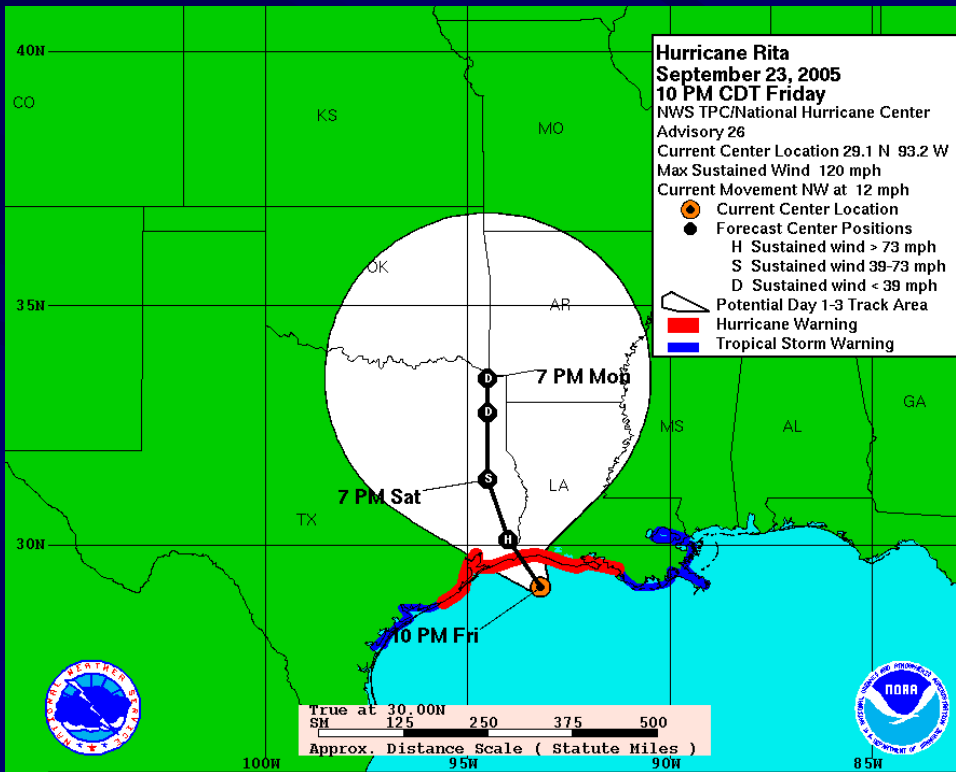 40N
CO
KS
MO
Hurricane Rita
September 23, 2005
10 PM CDT Friday
NWS TPC/National Hurricane Center
Advisory 26
Current Center Location 29.1 N 93.2 W
Max Sustained Wind 120 mph
Current Movement NW at 12 mph
Current Center Location
Forecast Center Positions
H Sustained wind > 73 mph
S Sustained wind 39-73 mph
D Sustained wind < 39 mph
Potential Day 1-3 Track Area
Hurricane Warning
Tropical Storm Warning
OK
35N
AR
D
7 PM Mon
D
MS
AL
GA
S
7 PM Sat
LA
TX
H
30N
10 PM Fri
NATIONAL WEATHER SERVICE
NOAA
True at 30.00N
SM 125 250 375 500
Approx. Distance Scale ( Statute Miles )
100W
95W
90W
85W